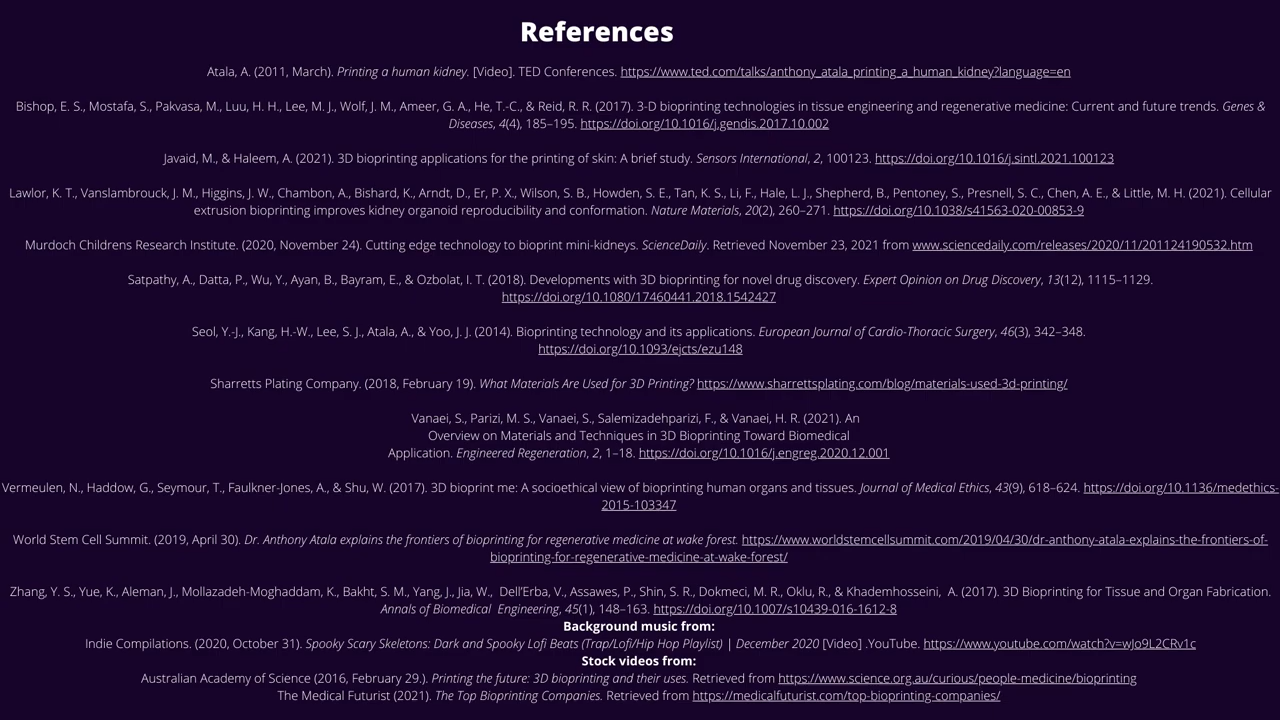 References
Atala, A. (2011, March). Printing a human kidney. [Video]. TED Conferences. https://www.ted.com/talks/anthony_atala_printing_a_human_kidney?language=en
Bishop, E. S., Mostafa, S., Pakvasa, M., Luu, H. H., Lee, M. J., Wolf, J. M., Ameer, G. A., He, T.-C., & Reid, R. R. (2017). 3-D bioprinting technologies in tissue engineering and regenerative medicine: Current and future trends. Genes &
Diseases, 4(4), 185–195. https://doi.org/10.1016/j.gendis.2017.10.002
Javaid, M., & Haleem, A. (2021). 3D bioprinting applications for the printing of skin: A brief study. Sensors International, 2, 100123. https://doi.org/10.1016/j.sintl.2021.100123
Lawlor, K. T., Vanslambrouck, J. M., Higgins, J. W., Chambon, A., Bishard, K., Arndt, D., Er, P. X., Wilson, S. B., Howden, S. E., Tan, K. S., Li, F., Hale, L. J., Shepherd, B., Pentoney, S., Presnell, S. C., Chen, A. E., & Little, M. H. (2021). Cellular
extrusion bioprinting improves kidney organoid reproducibility and conformation. Nature Materials, 20(2), 260–271. https://doi.org/10.1038/s41563-020-00853-9
Murdoch Childrens Research Institute. (2020, November 24). Cutting edge technology to bioprint mini-kidneys. ScienceDaily. Retrieved November 23, 2021 from www.sciencedaily.com/releases/2020/11/201124190532.htm
Satpathy, A., Datta, P., Wu, Y., Ayan, B., Bayram, E., & Ozbolat, I. T. (2018). Developments with 3D bioprinting for novel drug discovery. Expert Opinion on Drug Discovery, 13(12), 1115–1129.
https://doi.org/10.1080/17460441.2018.1542427
Seol, Y.-J., Kang, H.-W., Lee, S. J., Atala, A., & Yoo, J. J. (2014). Bioprinting technology and its applications. European Journal of Cardio-Thoracic Surgery, 46(3), 342–348.
https://doi.org/10.1093/ejcts/ezu148
Sharretts Plating Company. (2018, February 19). What Materials Are Used for 3D Printing? https://www.sharrettsplating.com/blog/materials-used-3d-printing/
Vanaei, S., Parizi, M. S., Vanaei, S., Salemizadehparizi, F., & Vanaei, H. R. (2021). An
Overview on Materials and Techniques in 3D Bioprinting Toward Biomedical
Application. Engineered Regeneration, 2, 1–18. https://doi.org/10.1016/j.engreg.2020.12.001
Vermeulen, N., Haddow, G., Seymour, T., Faulkner-Jones, A., & Shu, W. (2017). 3D bioprint me: A socioethical view of bioprinting human organs and tissues. Journal of Medical Ethics, 43(9), 618–624. https://doi.org/10.1136/medethics-
2015-103347
World Stem Cell Summit. (2019, April 30). Dr. Anthony Atala explains the frontiers of bioprinting for regenerative medicine at wake forest. https://www.worldstemcellsummit.com/2019/04/30/dr-anthony-atala-explains-the-frontiers-of-
bioprinting-for-regenerative-medicine-at-wake-forest/
Zhang, Y. S., Yue, K., Aleman, J., Mollazadeh-Moghaddam, K., Bakht, S. M., Yang, J., Jia, W., Dell’Erba, V., Assawes, P., Shin, S. R., Dokmeci, M. R., Oklu, R., & Khademhosseini, A. (2017). 3D Bioprinting for Tissue and Organ Fabrication.
Annals of Biomedical Engineering, 45(1), 148–163. https://doi.org/10.1007/s10439-016-1612-8
Background music from:
Indie Compilations. (2020, October 31). Spooky Scary Skeletons: Dark and Spooky Lofi Beats (Trap/Lofi/Hip Hop Playlist) | December 2020 [Video] .YouTube. https://www.youtube.com/watch?v=wJo9L2CRv1c
Stock videos from:
Australian Academy of Science (2016, February 29.). Printing the future: 3D bioprinting and their uses. Retrieved from https://www.science.org.au/curious/people-medicine/bioprinting
The Medical Futurist (2021). The Top Bioprinting Companies. Retrieved from https://medicalfuturist.com/top-bioprinting-companies/